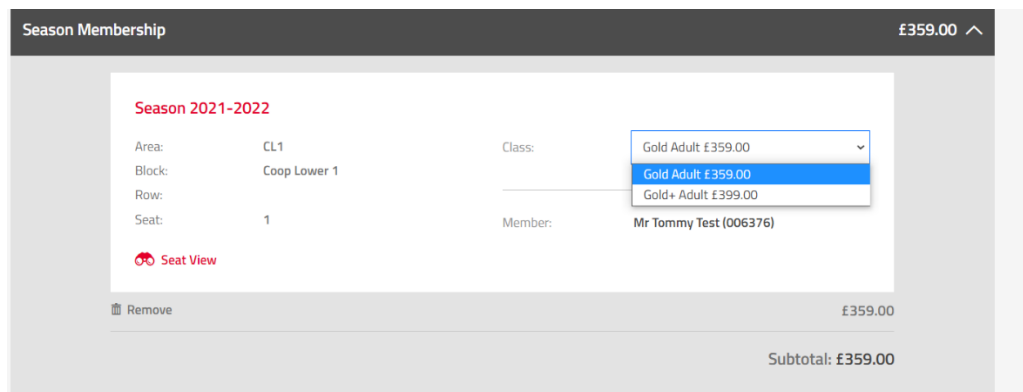 Season Membership £359.00
Season 2021-2022
Area: CL1 Class: Gold Adult £359.00
Block: Coop Lower 1 Gold Adult £359.00
Row: Gold+ Adult £399.00
Seat: 1 Member: Mr Tommy Test (006376)
Seat View
Remove £359.00
Subtotal: £359.00